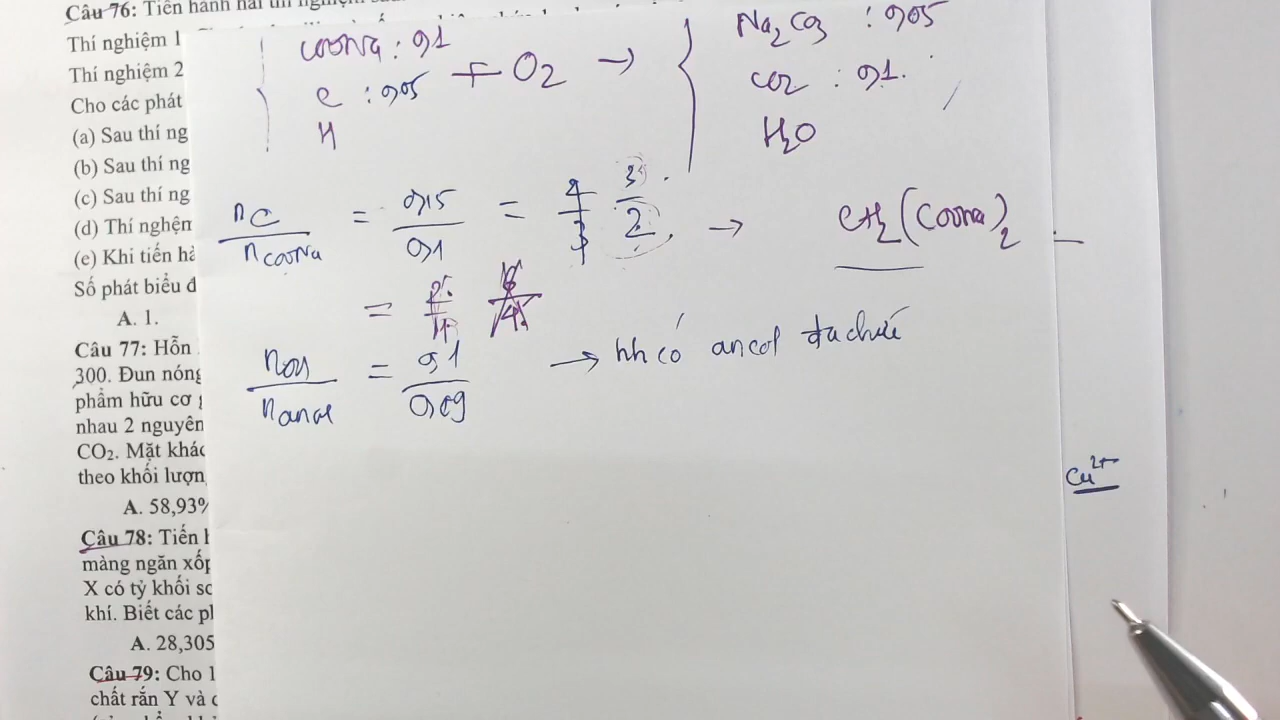 Câu 76: Tiến hành hai thí nghiệm
Thí nghiệm 1
Thí nghiệm 2
Cho các phát
(a) Sau thí ng
(b) Sau thí ng
(c) Sau thí ng
(d) Thí nghệm
(e) Khi tiến hà
Số phát biểu đ
A. 1.
Câu 77: Hỗn
300. Đun nóng
phẩm hữu cơ g
nhau 2 nguyên
CO₂. Mặt khác
theo khối lượn
A. 58,93%
Câu 78: Tiến h
màng ngăn xốp
X có tỷ khối so
khí. Biết các pl
A. 28,305
Câu 79: Cho 1
chất rắn Y và c
COONa : 0,1
C : 0,05 + O2 →
H
Na2CO3 : 0,05
CO2 : 0,1.
H2O
nC / nCOONa = 0,15 / 0,1 = 3 / 2 → CH2(COONa)2
=
nOH / nancol = 0,1 / 0,09 → hh có ancol đa chức
Cu2+